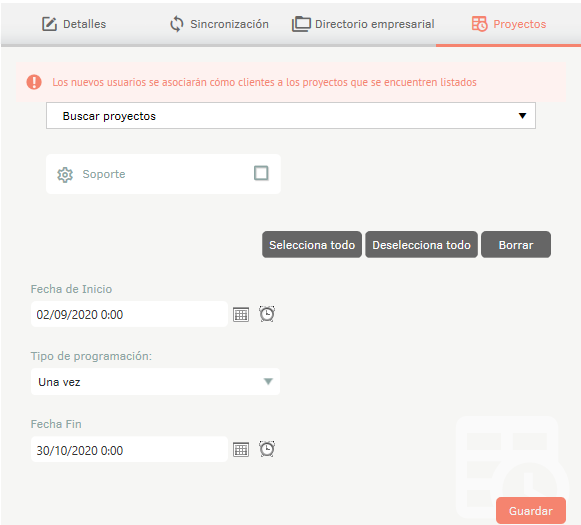 Detalles Sincronización Directorio empresarial Proyectos
Los nuevos usuarios se asociarán cómo clientes a los proyectos que se encuentren listados
Buscar proyectos
Soporte
Selecciona todo Deselecciona todo Borrar
Fecha de Inicio
02/09/2020 0:00
Tipo de programación:
Una vez
Fecha Fin
30/10/2020 0:00
Guardar